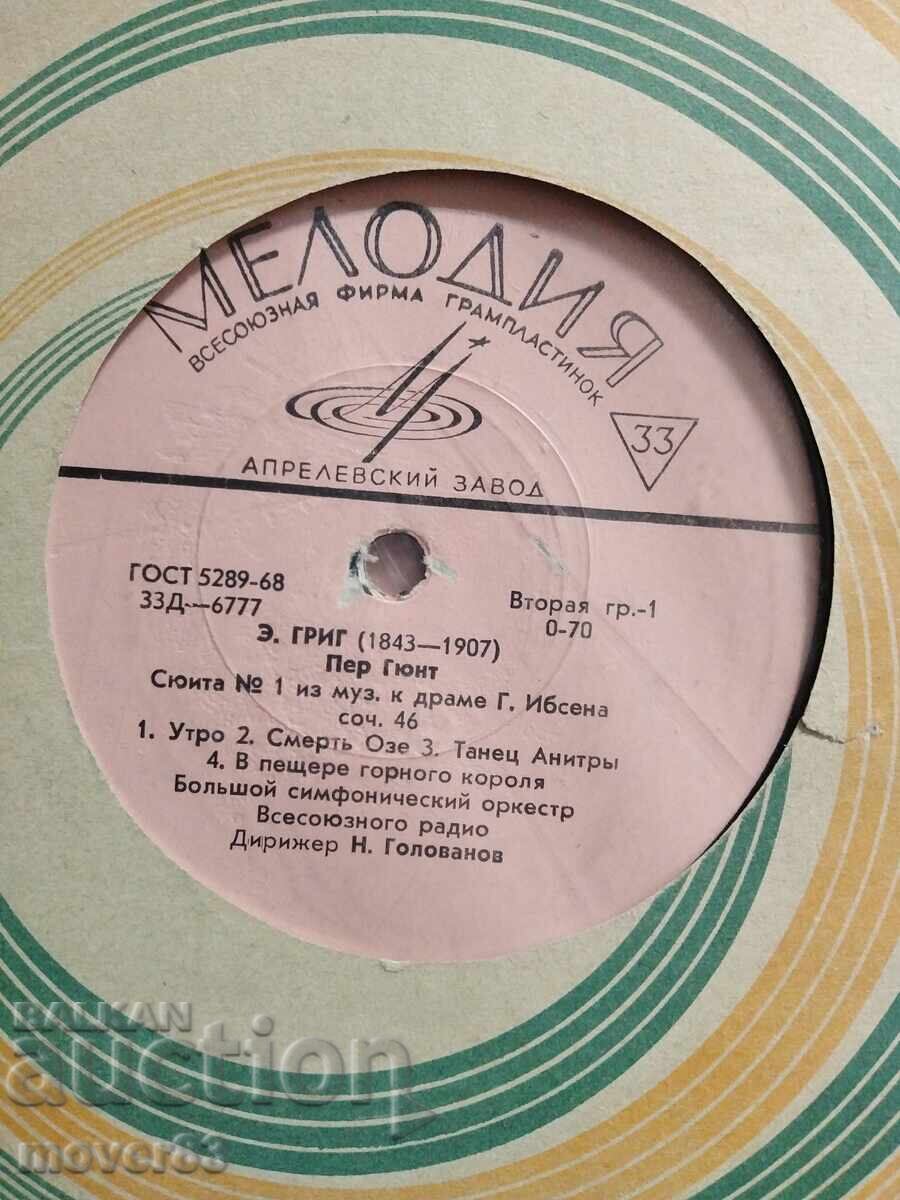 МЕЛОДИЯ
ВСЕСОЮЗНАЯ ФИРМА ГРАМПЛАСТИНОК
33
АПРЕЛЕВСКИЙ ЗАВОД
ГОСТ 5289-68
33Д—6777
Вторая гр.-1
0-70
Э. ГРИГ (1843—1907)
Пер Гюнт
Сюита № 1 из муз. к драме Г. Ибсена
соч. 46
1. Утро 2. Смерть Озе 3. Танец Анитры
4. В пещере горного короля
Большой симфонический оркестр
Всесоюзного радио
Дирижер Н. Голованов
BALKAN
auction
mover83